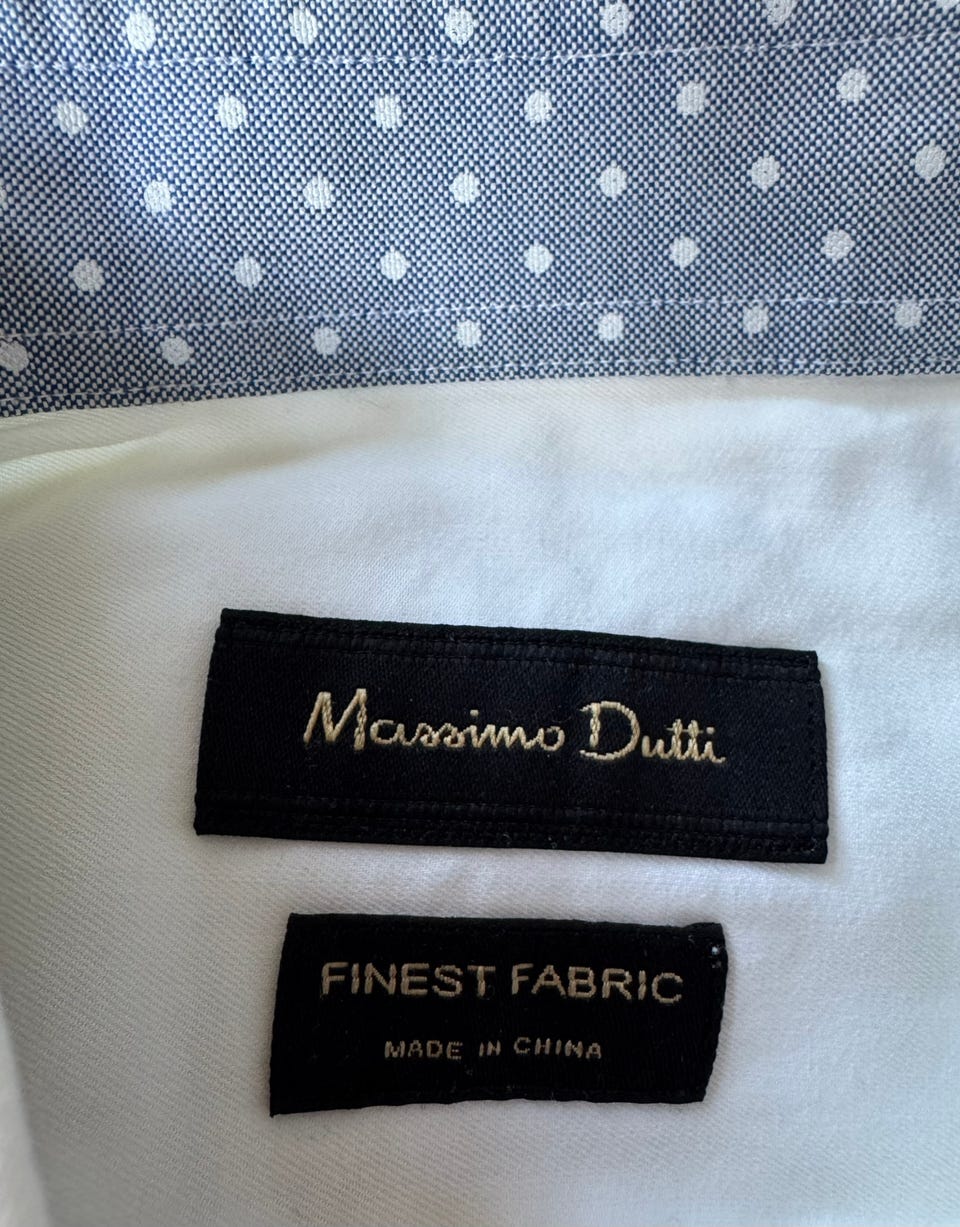 Massimo Dutti
FINEST FABRIC
MADE IN CHINA